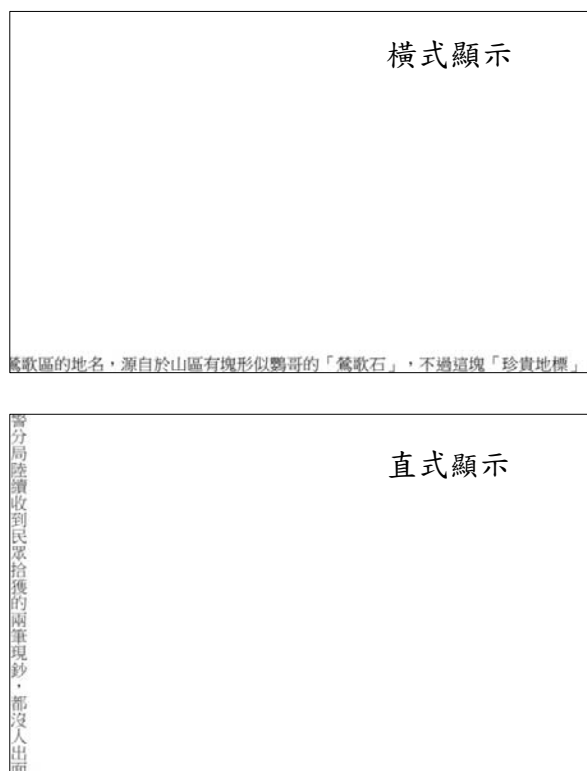 橫式顯示
鶯歌區的地名，源自於山區有塊形似鸚哥的「鶯歌石」，不過這塊「珍貴地標」
直式顯示
警分局陸續收到民眾拾獲的兩筆現鈔，都沒人出面